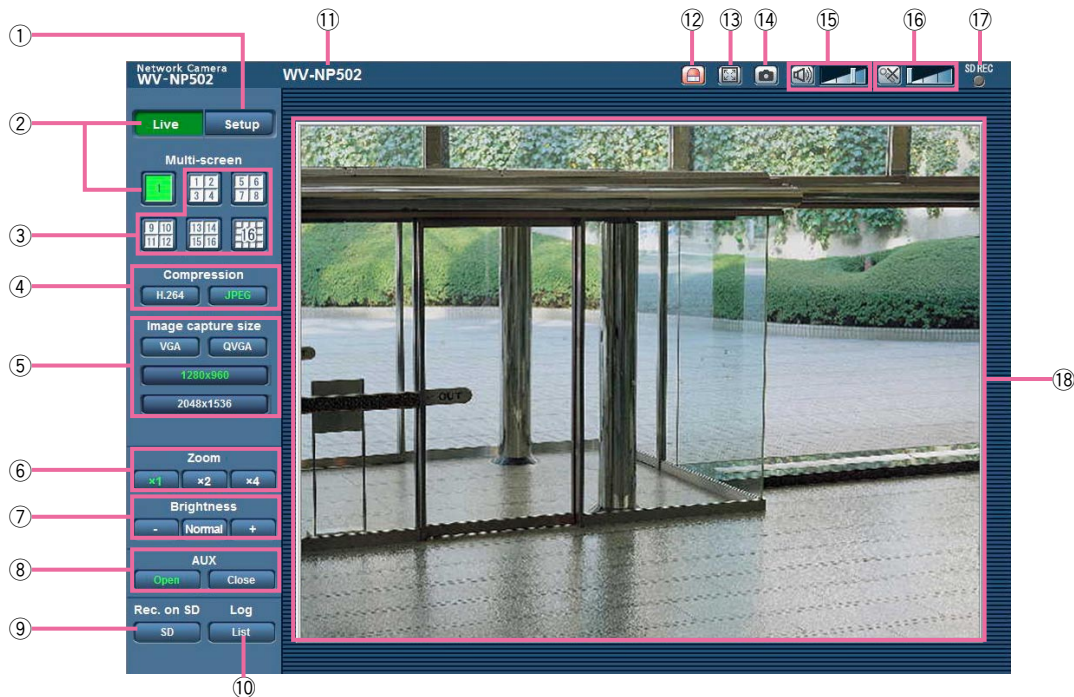 ⑪ ⑫ ⑬ ⑭ ⑮ ⑯ ⑰
①
Network Camera
WV-NP502
WV-NP502
SD REC
②
Live Setup
Multi-screen
1
1 2
3 4
5 6
7 8
③
9 10
11 12
13 14
15 16
16
④
Compression
H.264 JPEG
⑤
Image capture size
VGA QVGA
1280x960
2048x1536
OUT
⑱
⑥
Zoom
×1 ×2 ×4
⑦
Brightness
- Normal +
⑧
AUX
Open Close
⑨
Rec. on SD Log
SD List
⑩